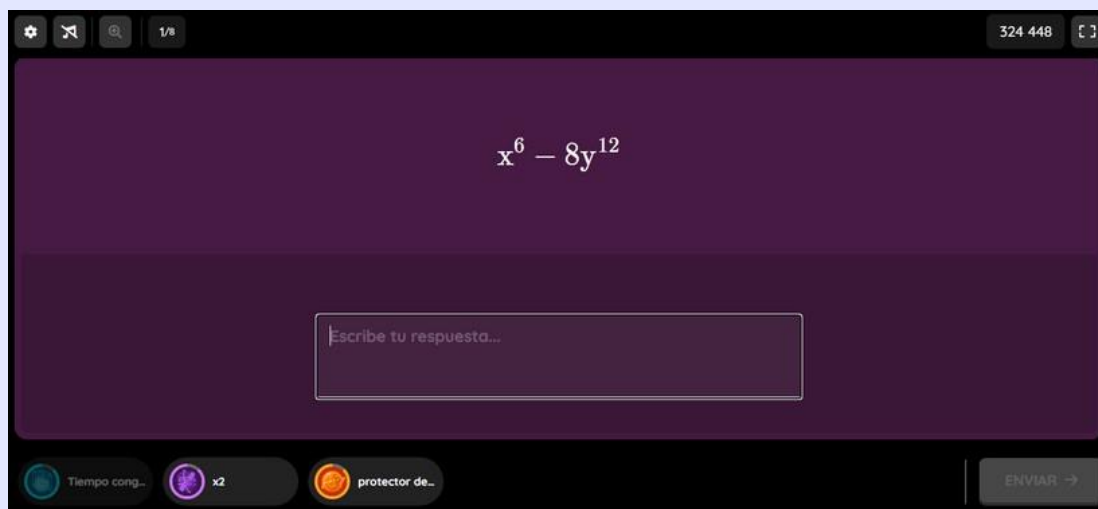 1/8
324 448
x⁶ − 8y¹²
Escribe tu respuesta...
Tiempo cong...
x2
protector de...
ENVIAR →